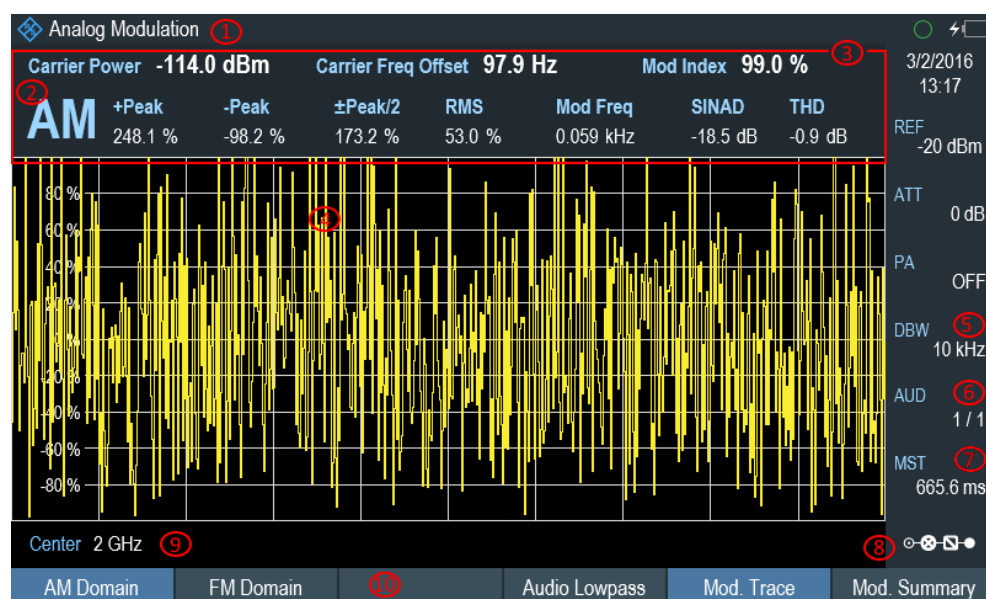 Analog Modulation 1
Carrier Power -114.0 dBm Carrier Freq Offset 97.9 Hz Mod Index 99.0 % 3
2
AM
+Peak -Peak ±Peak/2 RMS Mod Freq SINAD THD
248.1 % -98.2 % 173.2 % 53.0 % 0.059 kHz -18.5 dB -0.9 dB
3/2/2016
13:17
REF
-20 dBm
ATT
0 dB
PA
OFF
DBW 5
10 kHz
AUD 6
1 / 1
MST 7
665.6 ms
80 %
4
60 %
40 %
20 %
0 %
-20 %
-40 %
-60 %
-80 %
Center 2 GHz 9
8
AM Domain FM Domain 10 Audio Lowpass Mod. Trace Mod. Summary